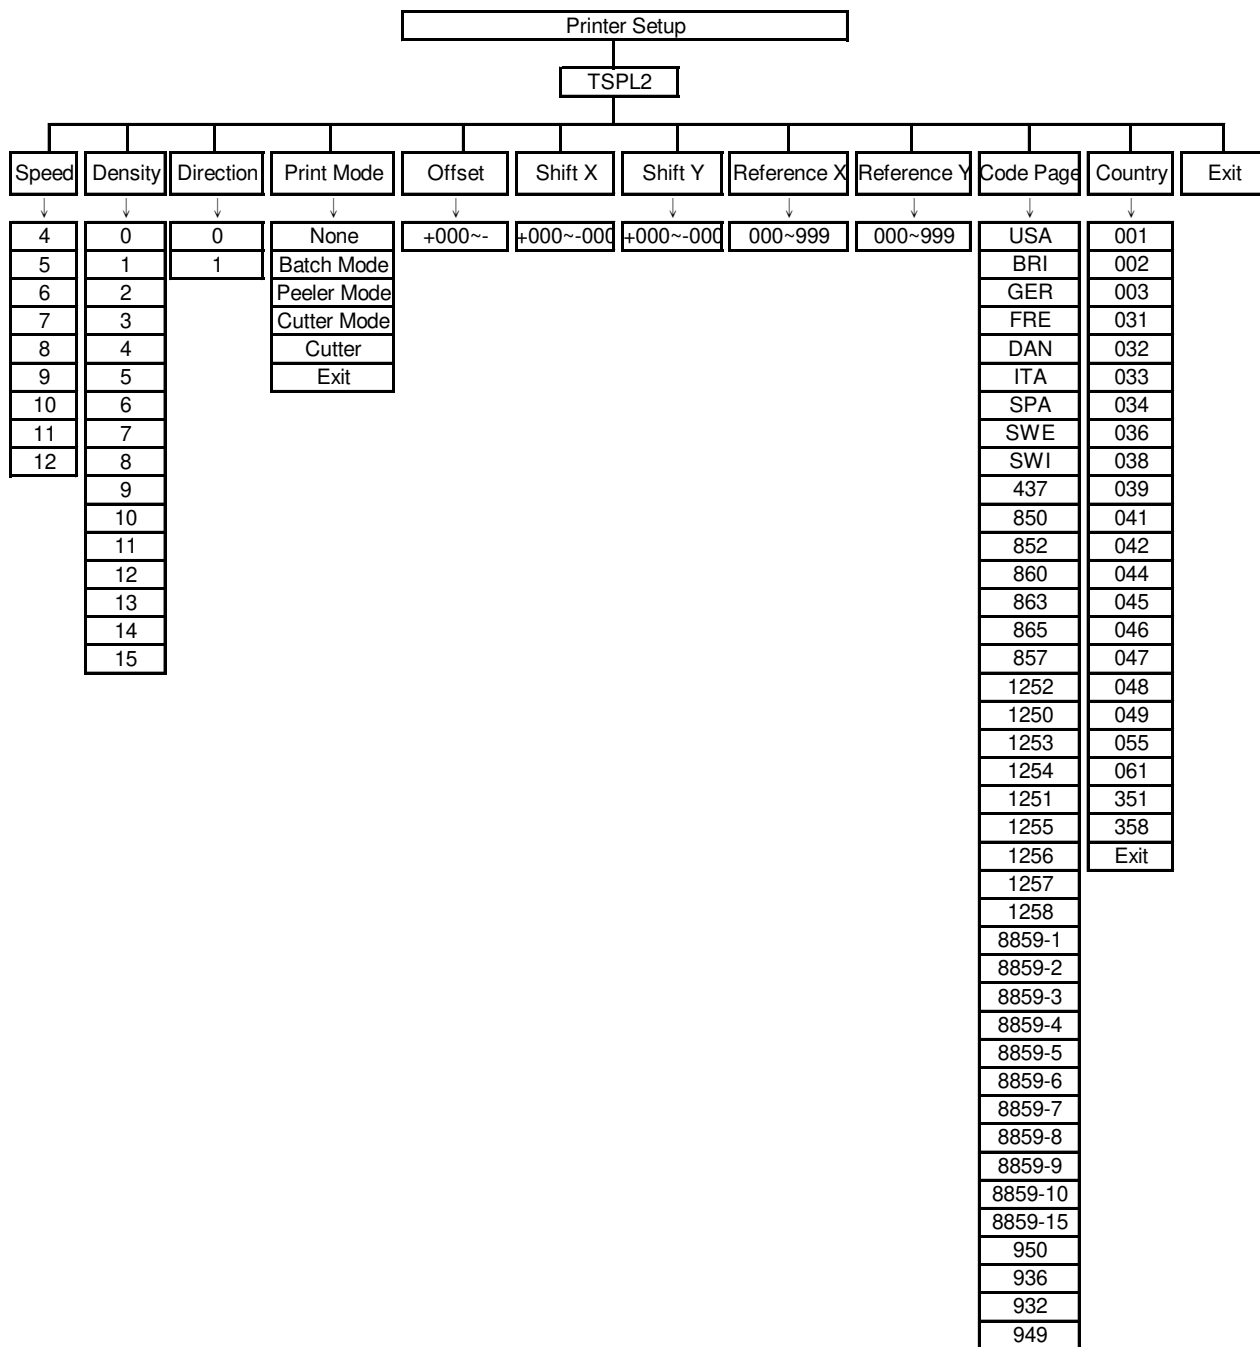 Printer Setup
TSPL2
Speed Density Direction Print Mode Offset Shift X Shift Y Reference X Reference Y Code Page Country Exit
4 0 0 None +000~- +000~-000 +000~-000 000~999 000~999 USA 001
5 1 1 Batch Mode BRI 002
6 2 Peeler Mode GER 003
7 3 Cutter Mode FRE 031
8 4 Cutter DAN 032
9 5 Exit ITA 033
10 6 SPA 034
11 7 SWE 036
12 8 SWI 038
9 437 039
10 850 041
11 852 042
12 860 044
13 863 045
14 865 046
15 857 047
1252 048
1250 049
1253 055
1254 061
1251 351
1255 358
1256 Exit
1257
1258
8859-1
8859-2
8859-3
8859-4
8859-5
8859-6
8859-7
8859-8
8859-9
8859-10
8859-15
950
936
932
949